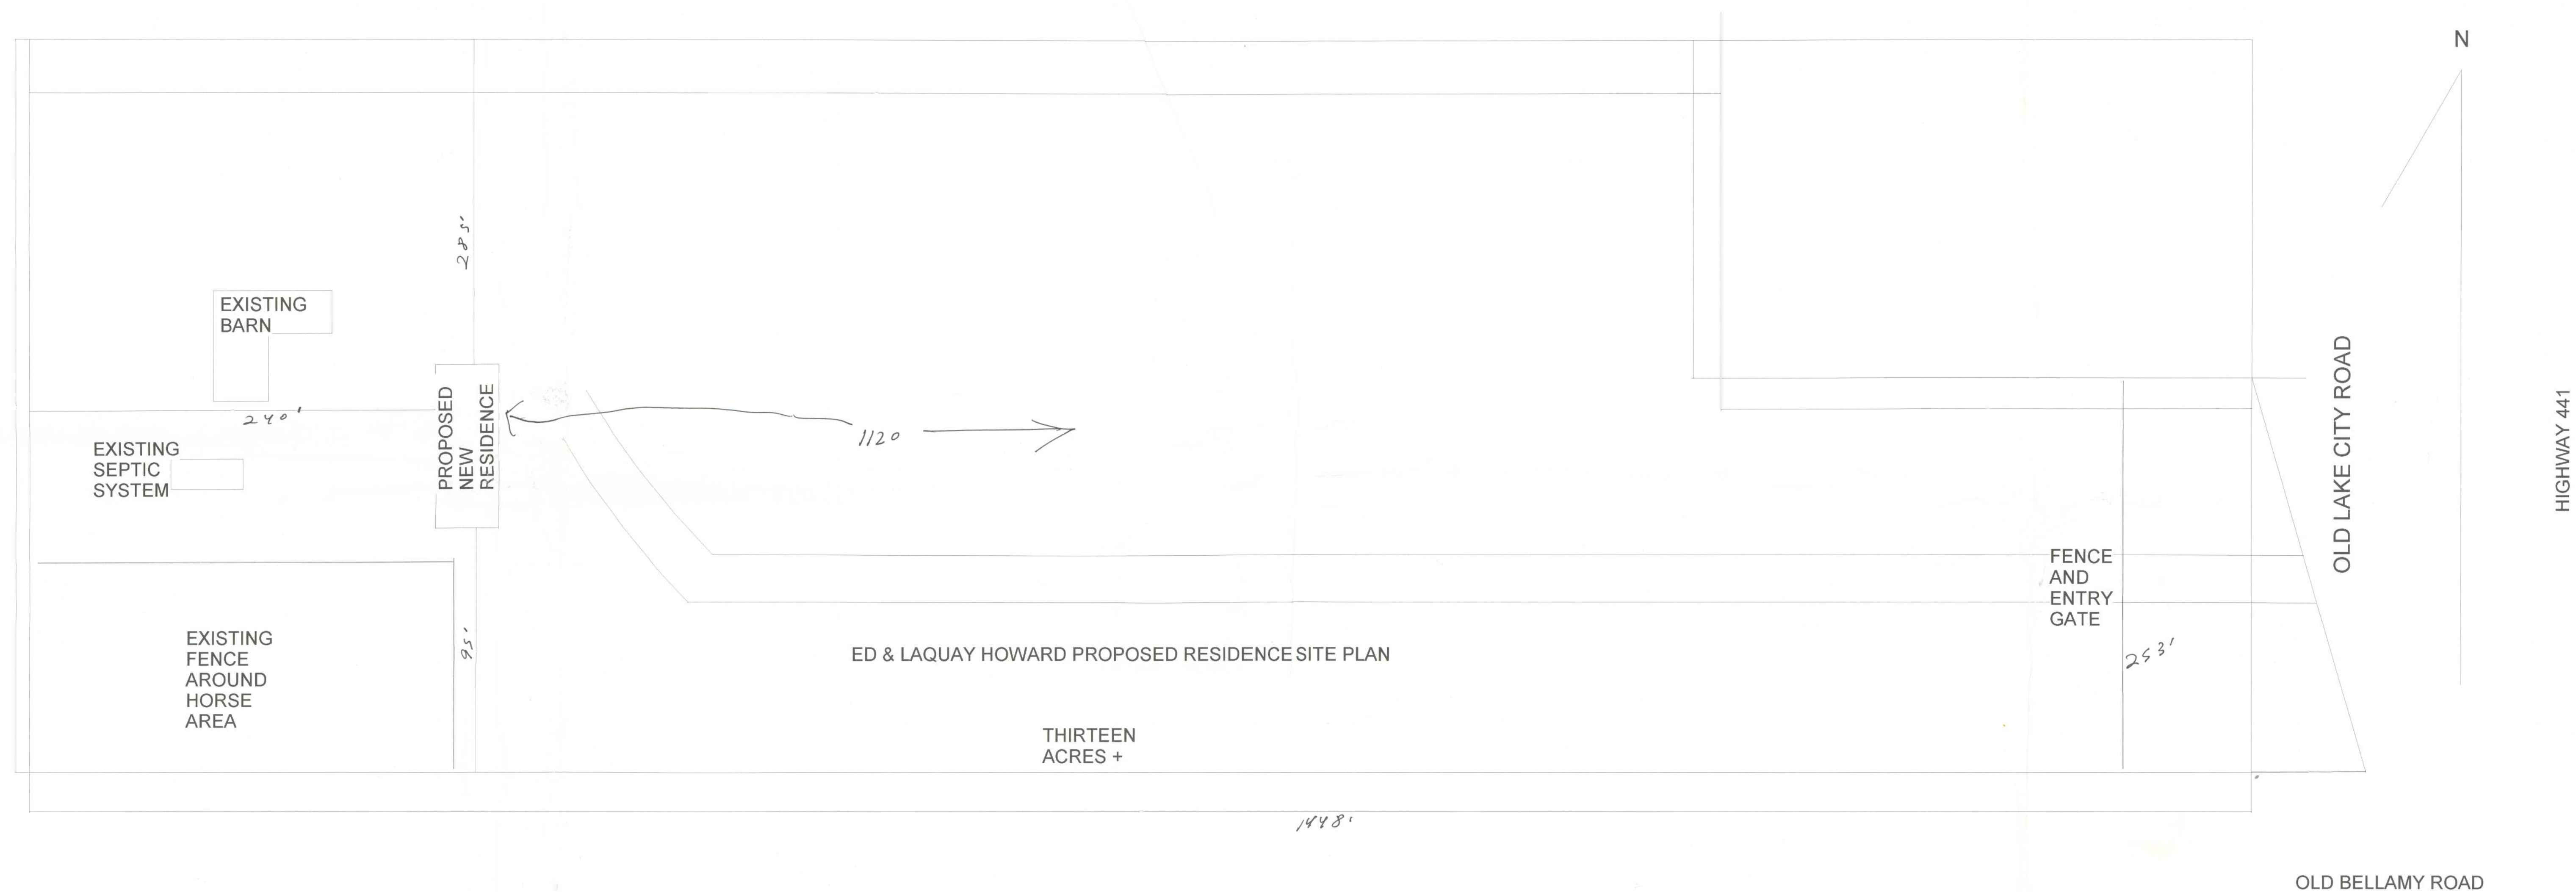 N
285'
EXISTING
BARN
PROPOSED
NEW
RESIDENCE
240'
1120
EXISTING
SEPTIC
SYSTEM
OLD LAKE CITY ROAD
HIGHWAY 441
FENCE
AND
ENTRY
GATE
253'
EXISTING
FENCE
AROUND
HORSE
AREA
95'
ED & LAQUAY HOWARD PROPOSED RESIDENCE SITE PLAN
THIRTEEN
ACRES +
1448'
OLD BELLAMY ROAD